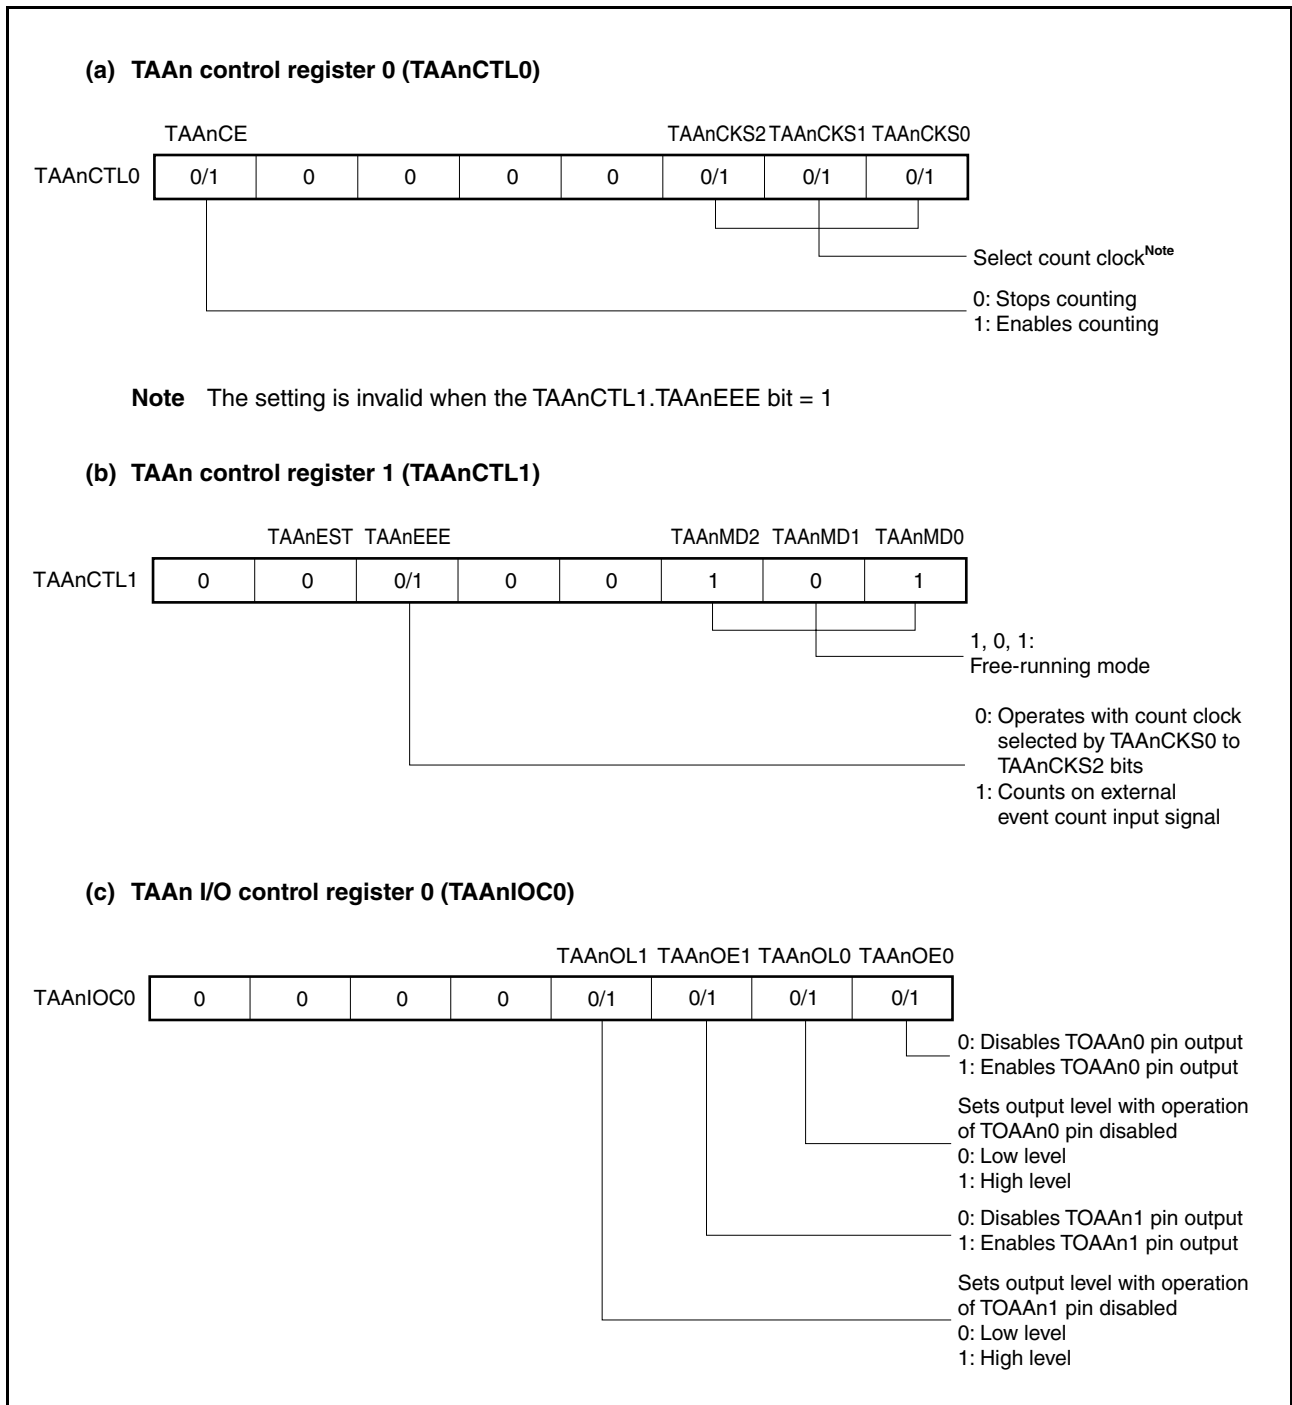 (a) TAAn control register 0 (TAAnCTL0)
TAAnCE TAAnCKS2 TAAnCKS1 TAAnCKS0
TAAnCTL0 0/1 0 0 0 0 0/1 0/1 0/1
Select count clockNote
0: Stops counting
1: Enables counting
Note The setting is invalid when the TAAnCTL1.TAAnEEE bit = 1
(b) TAAn control register 1 (TAAnCTL1)
TAAnEST TAAnEEE TAAnMD2 TAAnMD1 TAAnMD0
TAAnCTL1 0 0 0/1 0 0 1 0 1
1, 0, 1:
Free-running mode
0: Operates with count clock
selected by TAAnCKS0 to
TAAnCKS2 bits
1: Counts on external
event count input signal
(c) TAAn I/O control register 0 (TAAnIOC0)
TAAnOL1 TAAnOE1 TAAnOL0 TAAnOE0
TAAnIOC0 0 0 0 0 0/1 0/1 0/1 0/1
0: Disables TOAAn0 pin output
1: Enables TOAAn0 pin output
Sets output level with operation
of TOAAn0 pin disabled
0: Low level
1: High level
0: Disables TOAAn1 pin output
1: Enables TOAAn1 pin output
Sets output level with operation
of TOAAn1 pin disabled
0: Low level
1: High level